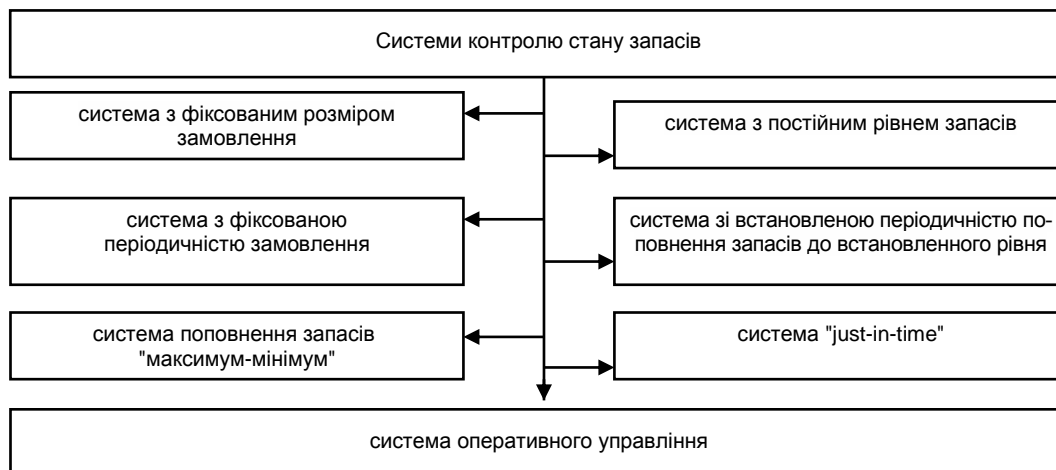 Системи контролю стану запасів
система з фіксованим розміром
замовлення
система з постійним рівнем запасів
система з фіксованою
періодичністю замовлення
система зі встановленою періодичністю по-
повнення запасів до встановленного рівня
система поповнення запасів
"максимум-мінімум"
система "just-in-time"
система оперативного управління